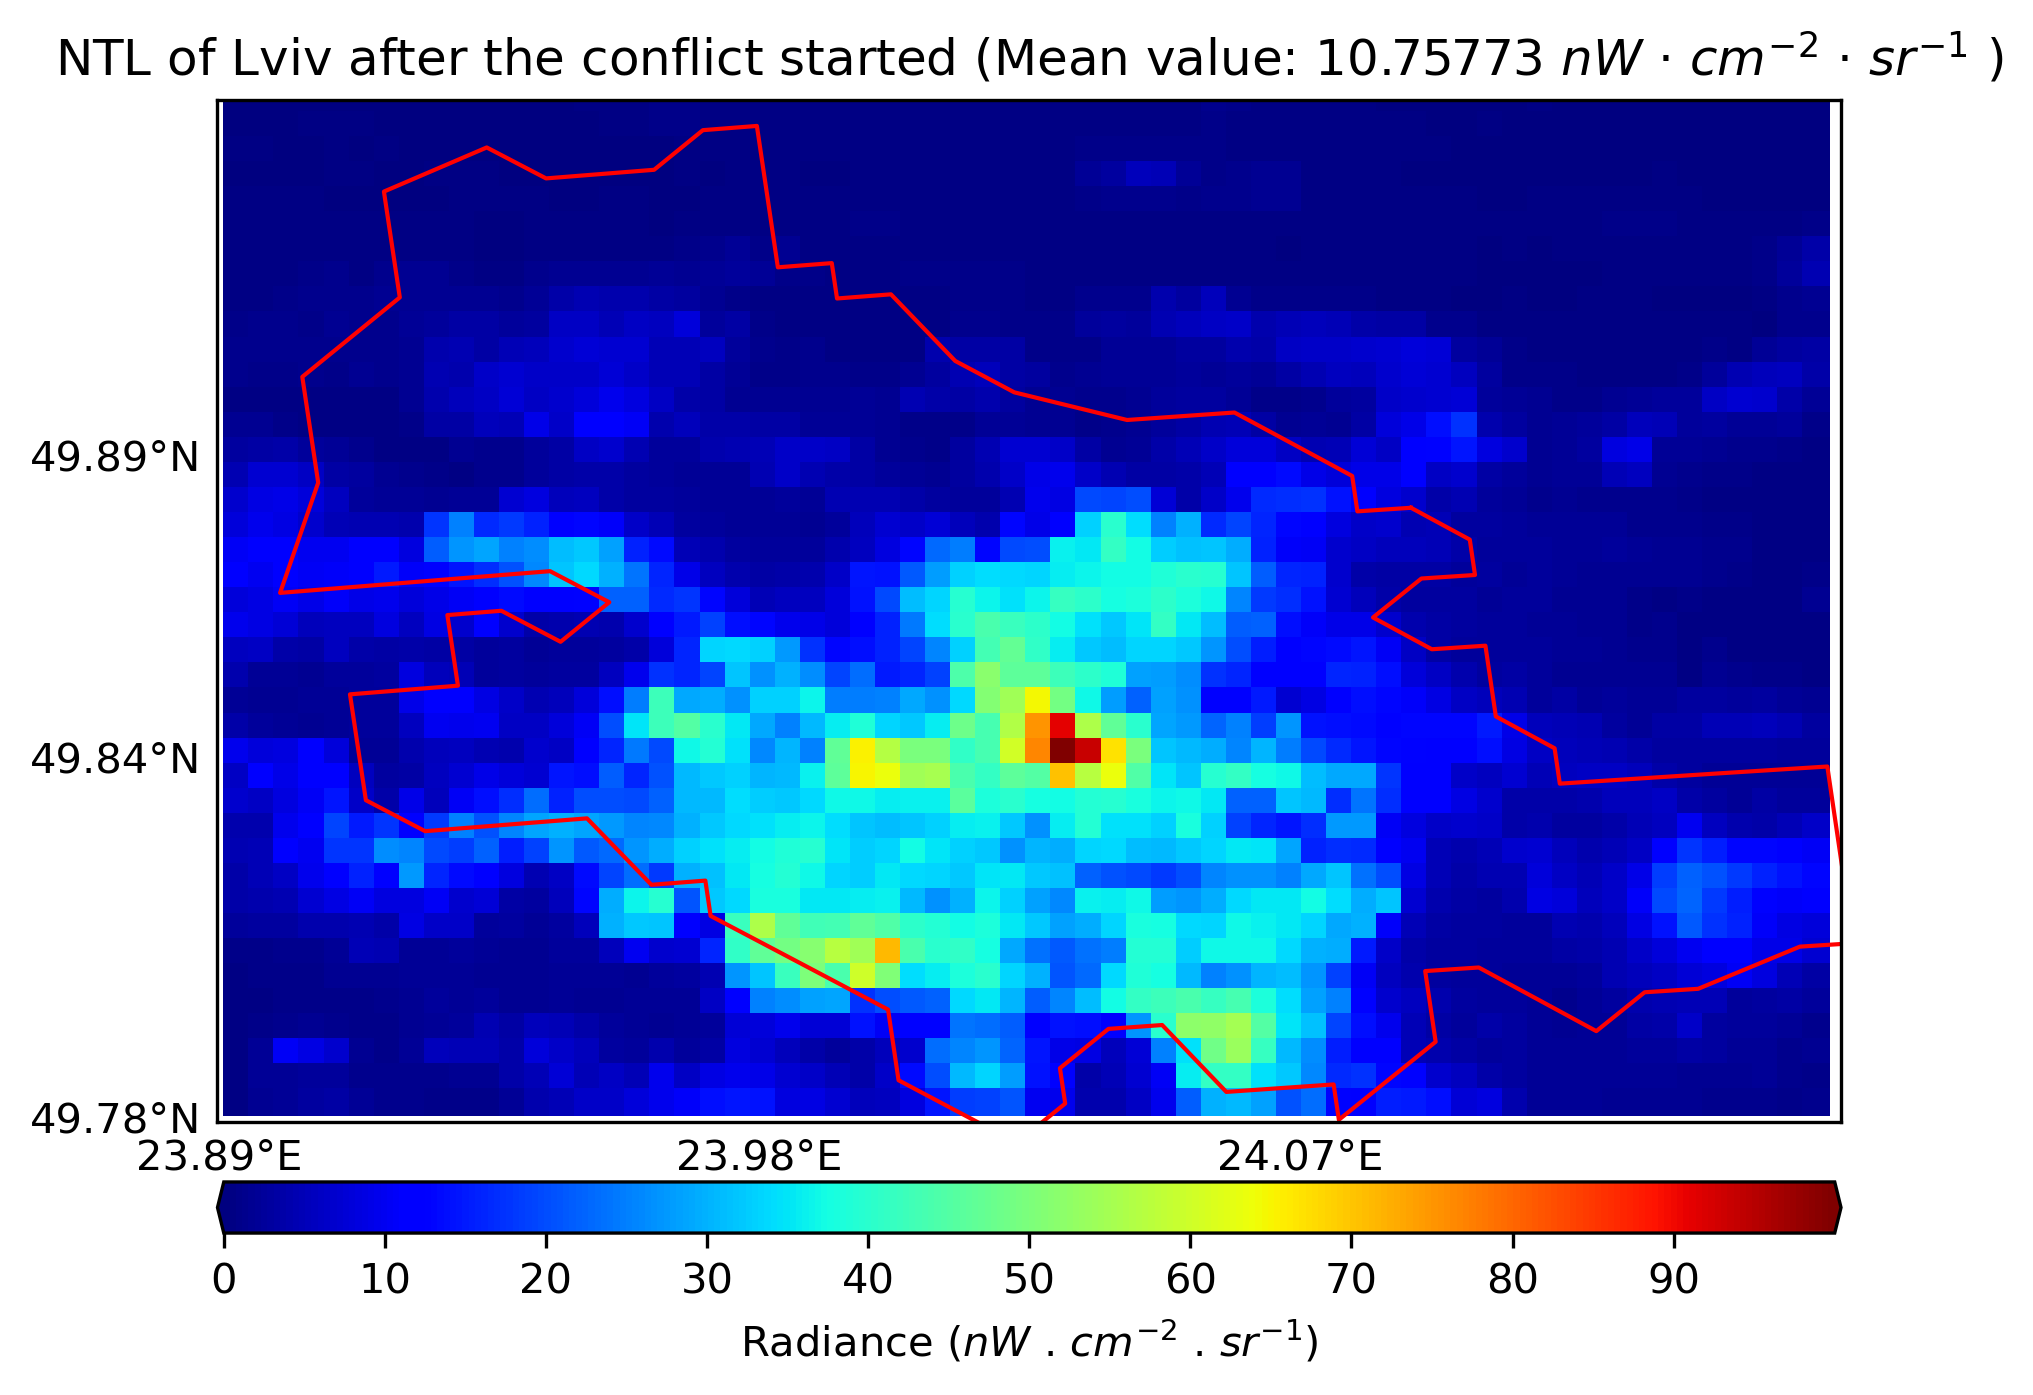 NTL of Lviv after the conflict started (Mean value: 10.75773 nW · cm⁻² · sr⁻¹ )
49.89°N
49.84°N
49.78°N
23.89°E 23.98°E 24.07°E
0 10 20 30 40 50 60 70 80 90
Radiance (nW . cm⁻² . sr⁻¹)